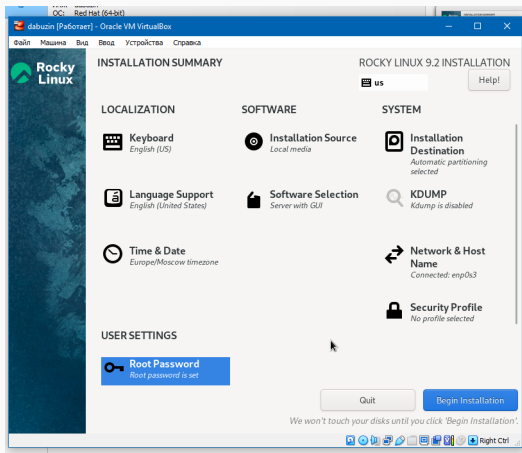 ОС: Red Hat (64-bit)
dabuzin [Работает] - Oracle VM VirtualBox
Файл Машина Вид Ввод Устройства Справка
Rocky
Linux
INSTALLATION SUMMARY
ROCKY LINUX 9.2 INSTALLATION
us
Help!
LOCALIZATION
SOFTWARE
SYSTEM
Keyboard
English (US)
Installation Source
Local media
Installation
Destination
Automatic partitioning
selected
Language Support
English (United States)
Software Selection
Server with GUI
KDUMP
Kdump is disabled
Time & Date
Europe/Moscow timezone
Network & Host
Name
Connected: enp0s3
Security Profile
No profile selected
USER SETTINGS
Root Password
Root password is set
Quit
Begin Installation
We won't touch your disks until you click 'Begin Installation'.
Right Ctrl